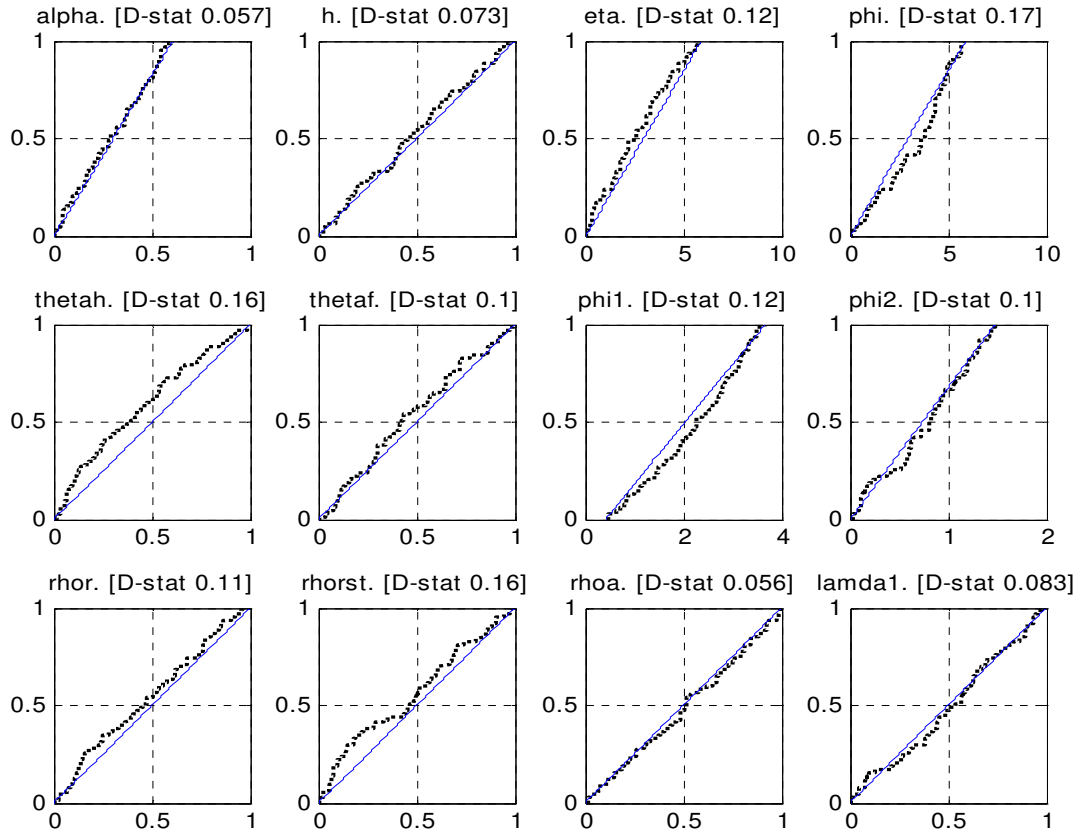 alpha. [D-stat 0.057] h. [D-stat 0.073] eta. [D-stat 0.12] phi. [D-stat 0.17]
1 1 1 1
0.5 0.5 0.5 0.5
0 0 0 0
0 0.5 1 0 0.5 1 0 5 10 0 5 10
thetah. [D-stat 0.16] thetaf. [D-stat 0.1] phi1. [D-stat 0.12] phi2. [D-stat 0.1]
1 1 1 1
0.5 0.5 0.5 0.5
0 0 0 0
0 0.5 1 0 0.5 1 0 2 4 0 1 2
rhor. [D-stat 0.11] rhorst. [D-stat 0.16] rhoa. [D-stat 0.056] lamda1. [D-stat 0.083]
1 1 1 1
0.5 0.5 0.5 0.5
0 0 0 0
0 0.5 1 0 0.5 1 0 0.5 1 0 0.5 1